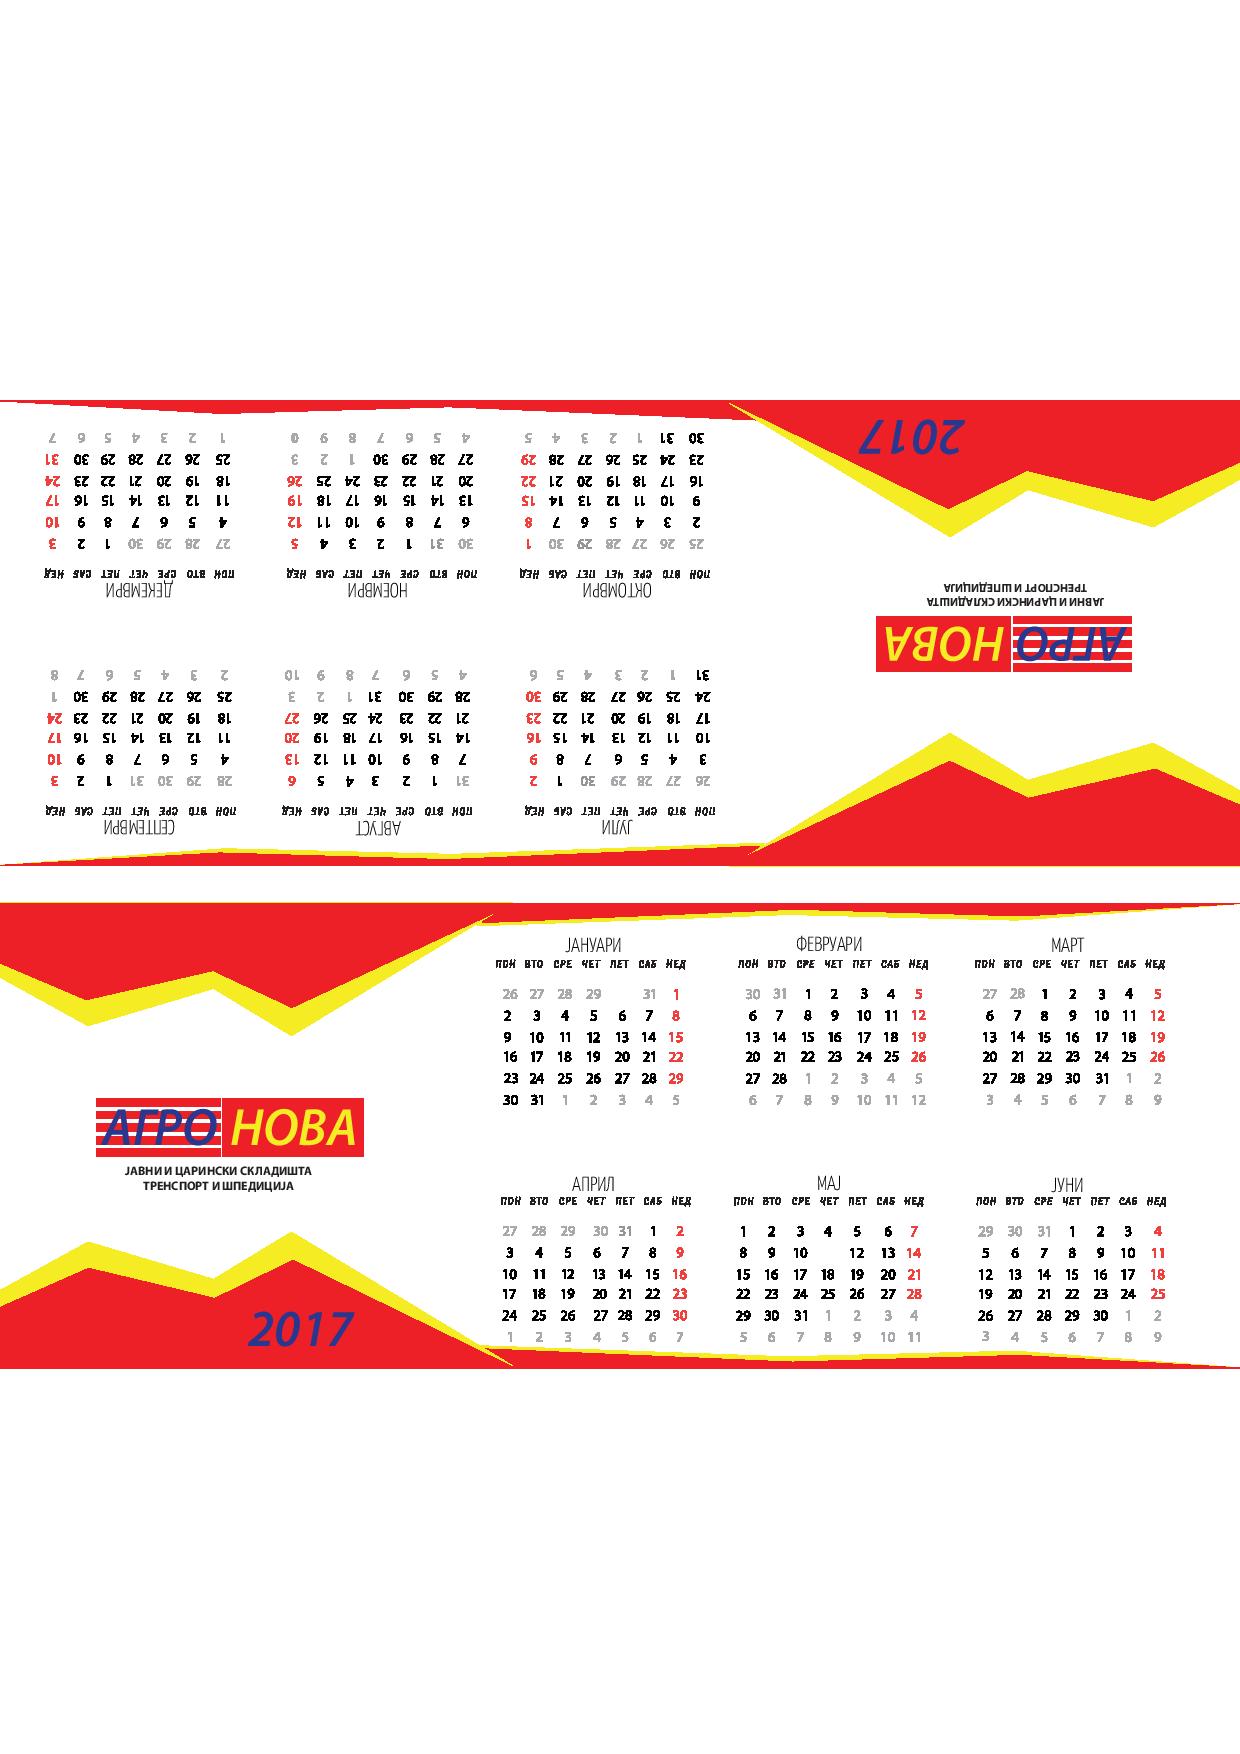 АГРО НОВА
ЈАВНИ И ЦАРИНСКИ СКЛАДИШТА
ТРЕНСПОРТ И ШПЕДИЦИЈА
2017
ЈАНУАРИ
ПОН ВТО СРЕ ЧЕТ ПЕТ САБ НЕД
26 27 28 29 31 1
2 3 4 5 6 7 8
9 10 11 12 13 14 15
16 17 18 19 20 21 22
23 24 25 26 27 28 29
30 31 1 2 3 4 5
ФЕВРУАРИ
ПОН ВТО СРЕ ЧЕТ ПЕТ САБ НЕД
30 31 1 2 3 4 5
6 7 8 9 10 11 12
13 14 15 16 17 18 19
20 21 22 23 24 25 26
27 28 1 2 3 4 5
6 7 8 9 10 11 12
МАРТ
ПОН ВТО СРЕ ЧЕТ ПЕТ САБ НЕД
27 28 1 2 3 4 5
6 7 8 9 10 11 12
13 14 15 16 17 18 19
20 21 22 23 24 25 26
27 28 29 30 31 1 2
3 4 5 6 7 8 9
АПРИЛ
ПОН ВТО СРЕ ЧЕТ ПЕТ САБ НЕД
27 28 29 30 31 1 2
3 4 5 6 7 8 9
10 11 12 13 14 15 16
17 18 19 20 21 22 23
24 25 26 27 28 29 30
1 2 3 4 5 6 7
МАЈ
ПОН ВТО СРЕ ЧЕТ ПЕТ САБ НЕД
1 2 3 4 5 6 7
8 9 10 12 13 14
15 16 17 18 19 20 21
22 23 24 25 26 27 28
29 30 31 1 2 3 4
5 6 7 8 9 10 11
ЈУНИ
ПОН ВТО СРЕ ЧЕТ ПЕТ САБ НЕД
29 30 31 1 2 3 4
5 6 7 8 9 10 11
12 13 14 15 16 17 18
19 20 21 22 23 24 25
26 27 28 29 30 1 2
3 4 5 6 7 8 9
АГРО НОВА
ЈАВНИ И ЦАРИНСКИ СКЛАДИШТА
ТРЕНСПОРТ И ШПЕДИЦИЈА
2017
ЈУЛИ
ПОН ВТО СРЕ ЧЕТ ПЕТ САБ НЕД
26 27 28 29 30 1 2
3 4 5 6 7 8 9
10 11 12 13 14 15 16
17 18 19 20 21 22 23
24 25 26 27 28 29 30
31 1 2 3 4 5 6
АВГУСТ
ПОН ВТО СРЕ ЧЕТ ПЕТ САБ НЕД
31 1 2 3 4 5 6
7 8 9 10 11 12 13
14 15 16 17 18 19 20
21 22 23 24 25 26 27
28 29 30 31 1 2 3
4 5 6 7 8 9 10
СЕПТЕМВРИ
ПОН ВТО СРЕ ЧЕТ ПЕТ САБ НЕД
28 29 30 31 1 2 3
4 5 6 7 8 9 10
11 12 13 14 15 16 17
18 19 20 21 22 23 24
25 26 27 28 29 30 1
2 3 4 5 6 7 8
ОКТОМВРИ
ПОН ВТО СРЕ ЧЕТ ПЕТ САБ НЕД
25 26 27 28 29 30 1
2 3 4 5 6 7 8
9 10 11 12 13 14 15
16 17 18 19 20 21 22
23 24 25 26 27 28 29
30 31 1 2 3 4 5
НОЕМВРИ
ПОН ВТО СРЕ ЧЕТ ПЕТ САБ НЕД
30 31 1 2 3 4 5
6 7 8 9 10 11 12
13 14 15 16 17 18 19
20 21 22 23 24 25 26
27 28 29 30 1 2 3
4 5 6 7 8 9 0
ДЕКЕМВРИ
ПОН ВТО СРЕ ЧЕТ ПЕТ САБ НЕД
27 28 29 30 1 2 3
4 5 6 7 8 9 10
11 12 13 14 15 16 17
18 19 20 21 22 23 24
25 26 27 28 29 30 31
1 2 3 4 5 6 7